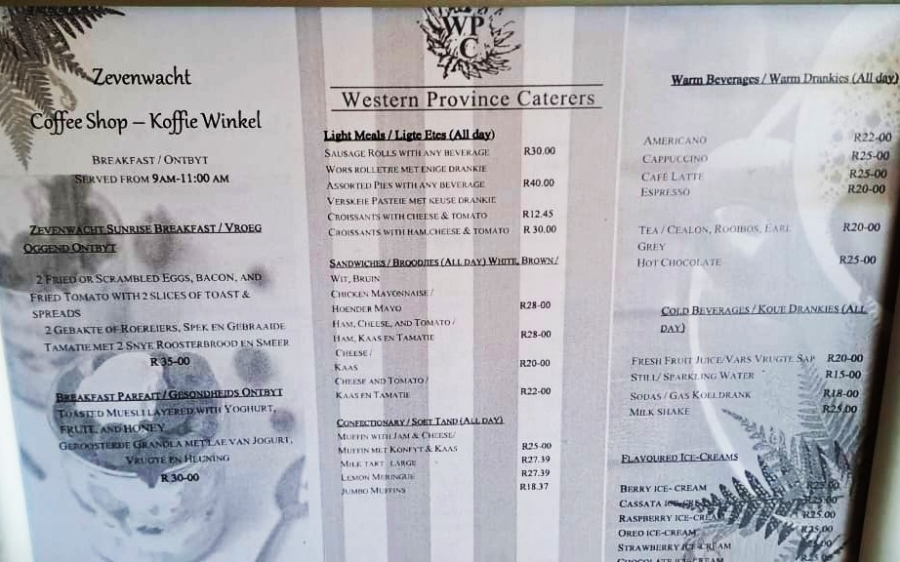 Zevenwacht
Coffee Shop – Koffie Winkel
BREAKFAST / ONTBYT
SERVED FROM 9AM-11:00 AM
ZEVENWACHT SUNRISE BREAKFAST / VROEG
OGGEND ONTBYT
2 FRIED OR SCRAMBLED EGGS, BACON, AND
FRIED TOMATO WITH 2 SLICES OF TOAST &
SPREADS
2 GEBAKTE OF ROEREIERS, SPEK EN GEBRAAIDE
TAMATIE MET 2 SNYE ROOSTERBROOD EN SMEER
R 35-00
BREAKFAST PARFAIT / GESONDHEIDS ONTBYT
TOASTED MUESLI LAYERED WITH YOGHURT,
FRUIT, AND HONEY
GEROOSTERDE GRANOLA MET LAE VAN JOGURT,
VRUGTE EN HEUNING
R 30-00
WPC
Western Province Caterers
Light Meals / Ligte Etes (All day)
SAUSAGE ROLLS WITH ANY BEVERAGE R30.00
WORS ROLLETJIE MET ENIGE DRANKIE
ASSORTED PIES WITH ANY BEVERAGE R40.00
VERSKEIE PASTEIE MET KEUSE DRANKIE
CROISSANTS WITH CHEESE & TOMATO R12.45
CROISSANTS WITH HAM,CHEESE & TOMATO R 30.00
SANDWICHES / BROODJIES (ALL DAY) WHITE, BROWN /
WIT, BRUIN
CHICKEN MAYONNAISE /
HOENDER MAYO R28-00
HAM, CHEESE, AND TOMATO /
HAM, KAAS EN TAMATIE R28-00
CHEESE /
KAAS R20-00
CHEESE AND TOMATO /
KAAS EN TAMATIE R22-00
CONFECTIONARY / SOET TAND (ALL DAY)
MUFFIN WITH JAM & CHEESE/
MUFFIN MET KONFYT & KAAS R25-00
MILK TART LARGE R27.39
LEMON MERINGUE R27.39
JUMBO MUFFINS R18.37
Warm Beverages / Warm Drankies (All day)
AMERICANO R22-00
CAPPUCCINO R25-00
CAFÉ LATTE R25-00
ESPRESSO R20-00
TEA / CEALON, ROOIBOS, EARL R20-00
GREY
HOT CHOCOLATE R25-00
COLD BEVERAGES / KOUE DRANKIES (ALL
DAY)
FRESH FRUIT JUICE/VARS VRUGTE SAP R20-00
STILL/ SPARKLING WATER R15-00
SODAS / GAS KOELDRANK R18-00
MILK SHAKE R25.00
FLAVOURED ICE-CREAMS
BERRY ICE- CREAM R25.00
CASSATA ICE-CREAM R25.00
RASPBERRY ICE-CREAM R25.00
OREO ICE-CREAM R25.00
STRAWBERRY ICE-CREAM
CHOCOLATE ICE-CREAM